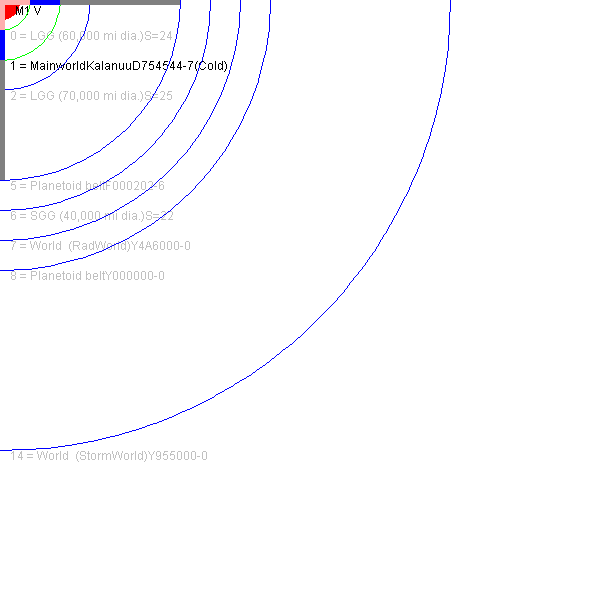 M1 V
0 = LGG (60,000 mi dia.)S=24
1 = MainworldKalanuuD754544-7(Cold)
2 = LGG (70,000 mi dia.)S=25
5 = Planetoid beltF000202-6
6 = SGG (40,000 mi dia.)S=22
7 = World  (RadWorld)Y4A6000-0
8 = Planetoid beltY000000-0
14 = World  (StormWorld)Y955000-0